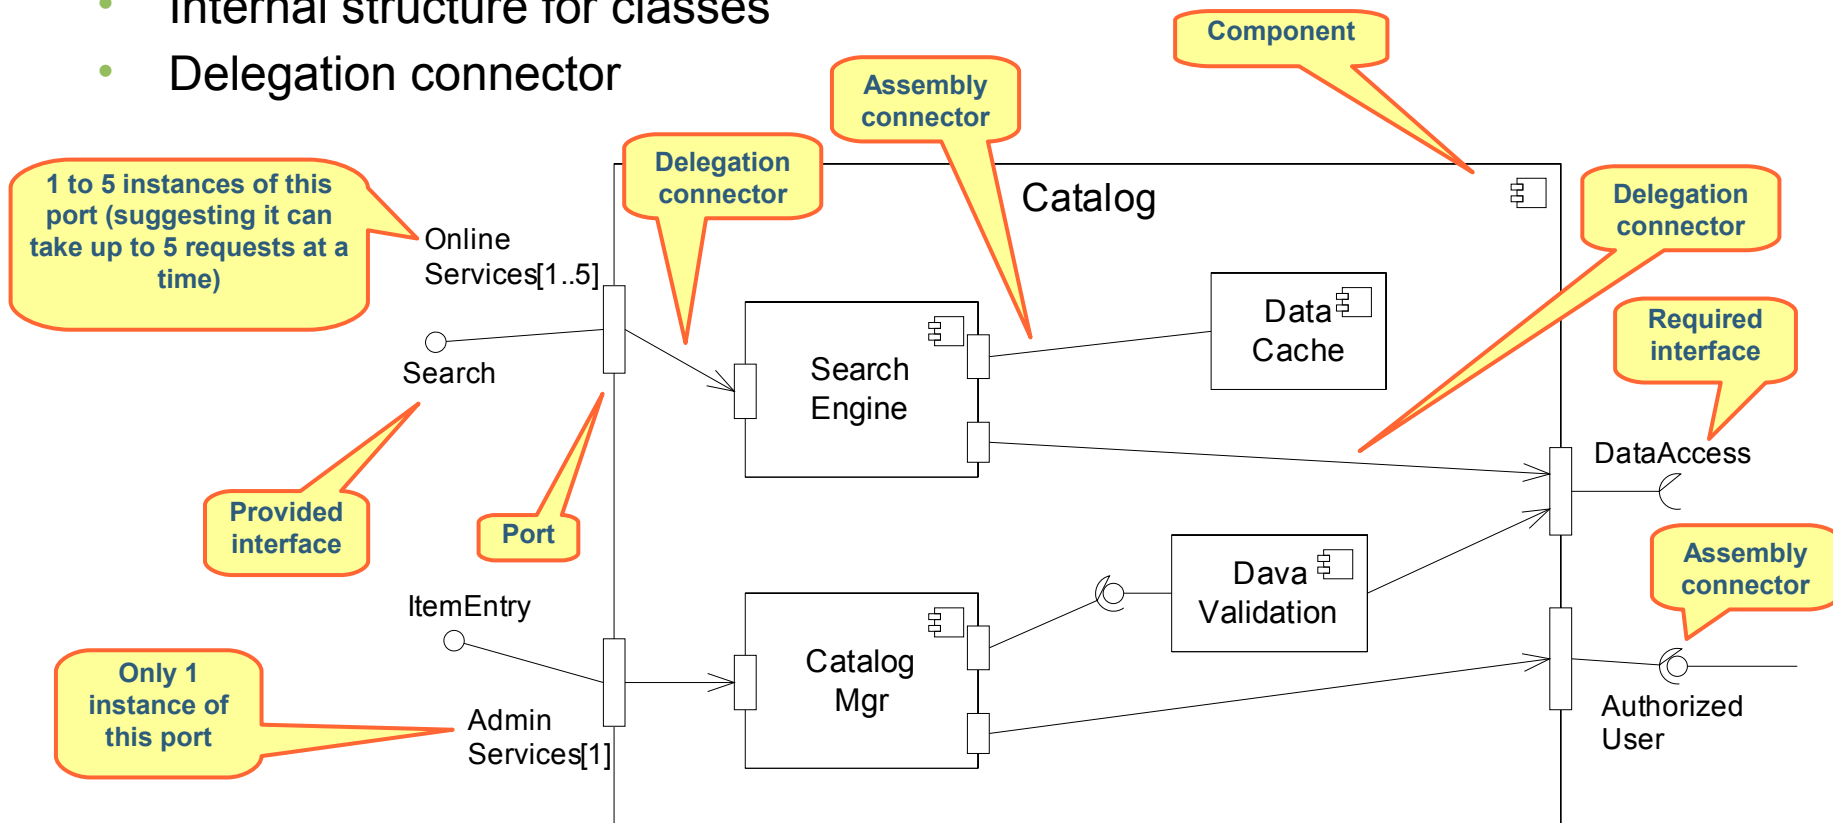 • Internal structure for classes
• Delegation connector
Component
Assembly
connector
Delegation
connector
1 to 5 instances of this
port (suggesting it can
take up to 5 requests at a
time)
Catalog
Delegation
connector
Online
Services[1..5]
Data
Cache
Required
interface
Search
Search
Engine
DataAccess
Provided
interface
Port
Assembly
connector
Dava
Validation
ItemEntry
Catalog
Mgr
Only 1
instance of
this port
Admin
Services[1]
Authorized
User